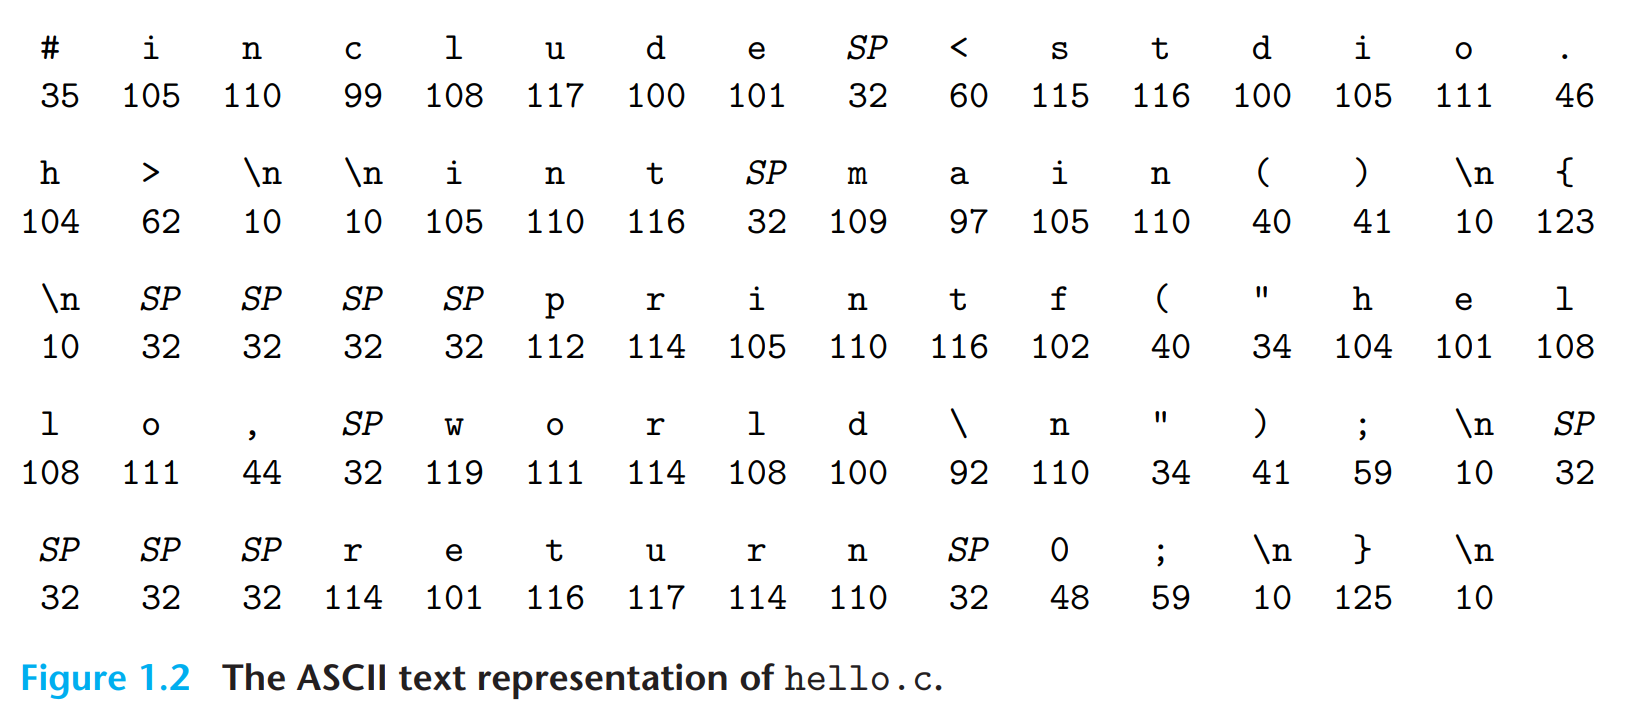 # i n c l u d e SP < s t d i o .
35 105 110 99 108 117 100 101 32 60 115 116 100 105 111 46
h > \n \n i n t SP m a i n ( ) \n {
104 62 10 10 105 110 116 32 109 97 105 110 40 41 10 123
\n SP SP SP SP p r i n t f ( " h e l
10 32 32 32 32 112 114 105 110 116 102 40 34 104 101 108
l o , SP w o r l d \ n " ) ; \n SP
108 111 44 32 119 111 114 108 100 92 110 34 41 59 10 32
SP SP SP r e t u r n SP 0 ; \n } \n
32 32 32 114 101 116 117 114 110 32 48 59 10 125 10
Figure 1.2 The ASCII text representation of hello.c.